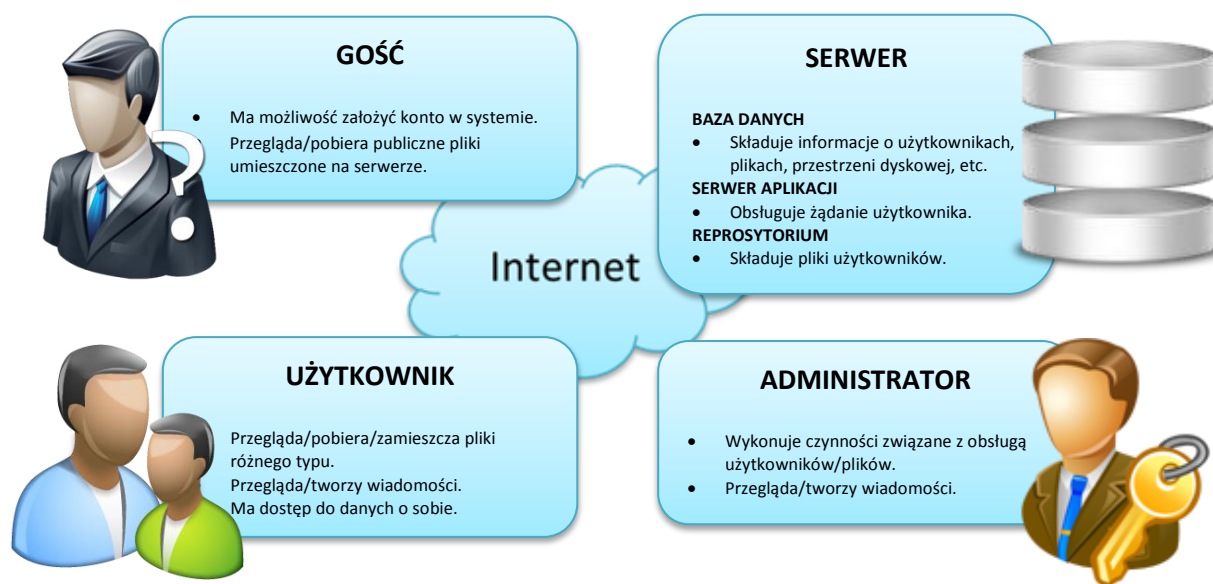 GOŚĆ
• Ma możliwość założyć konto w systemie.
Przegląda/pobiera publiczne pliki
umieszczone na serwerze.
SERWER
BAZA DANYCH
• Składuje informacje o użytkownikach,
plikach, przestrzeni dyskowej, etc.
SERWER APLIKACJI
• Obsługuje żądanie użytkownika.
REPROSYTORIUM
• Składuje pliki użytkowników.
?
Internet
UŻYTKOWNIK
Przegląda/pobiera/zamieszcza pliki
różnego typu.
Przegląda/tworzy wiadomości.
Ma dostęp do danych o sobie.
ADMINISTRATOR
• Wykonuje czynności związane z obsługą
użytkowników/plików.
• Przegląda/tworzy wiadomości.